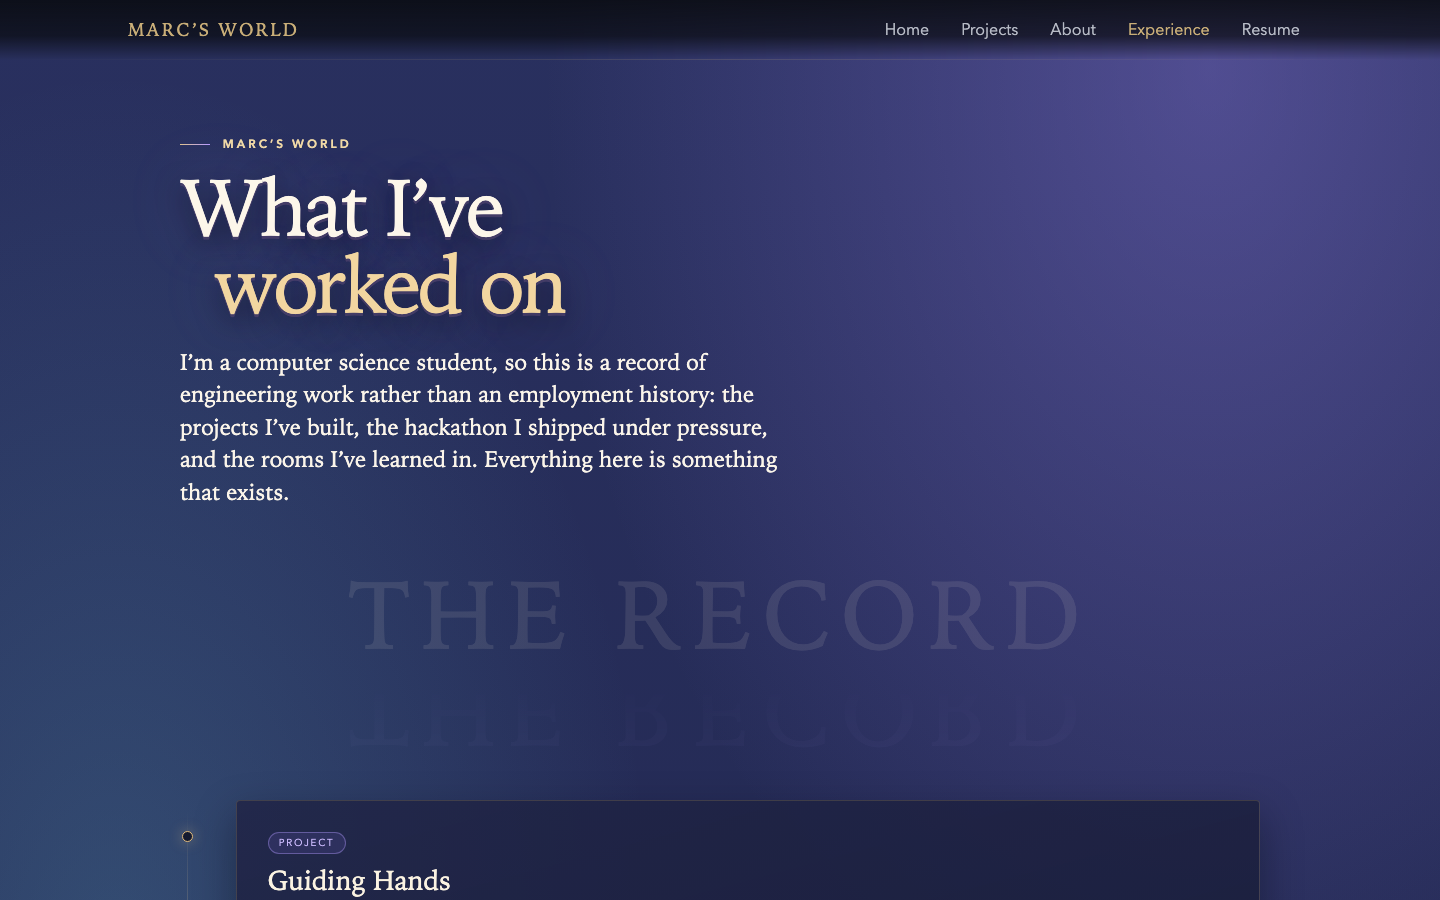 MARC’S WORLD
Home Projects About Experience Resume
MARC’S WORLD
What I’ve
worked on
I’m a computer science student, so this is a record of
engineering work rather than an employment history: the
projects I’ve built, the hackathon I shipped under pressure,
and the rooms I’ve learned in. Everything here is something
that exists.
THE RECORD
PROJECT
Guiding Hands